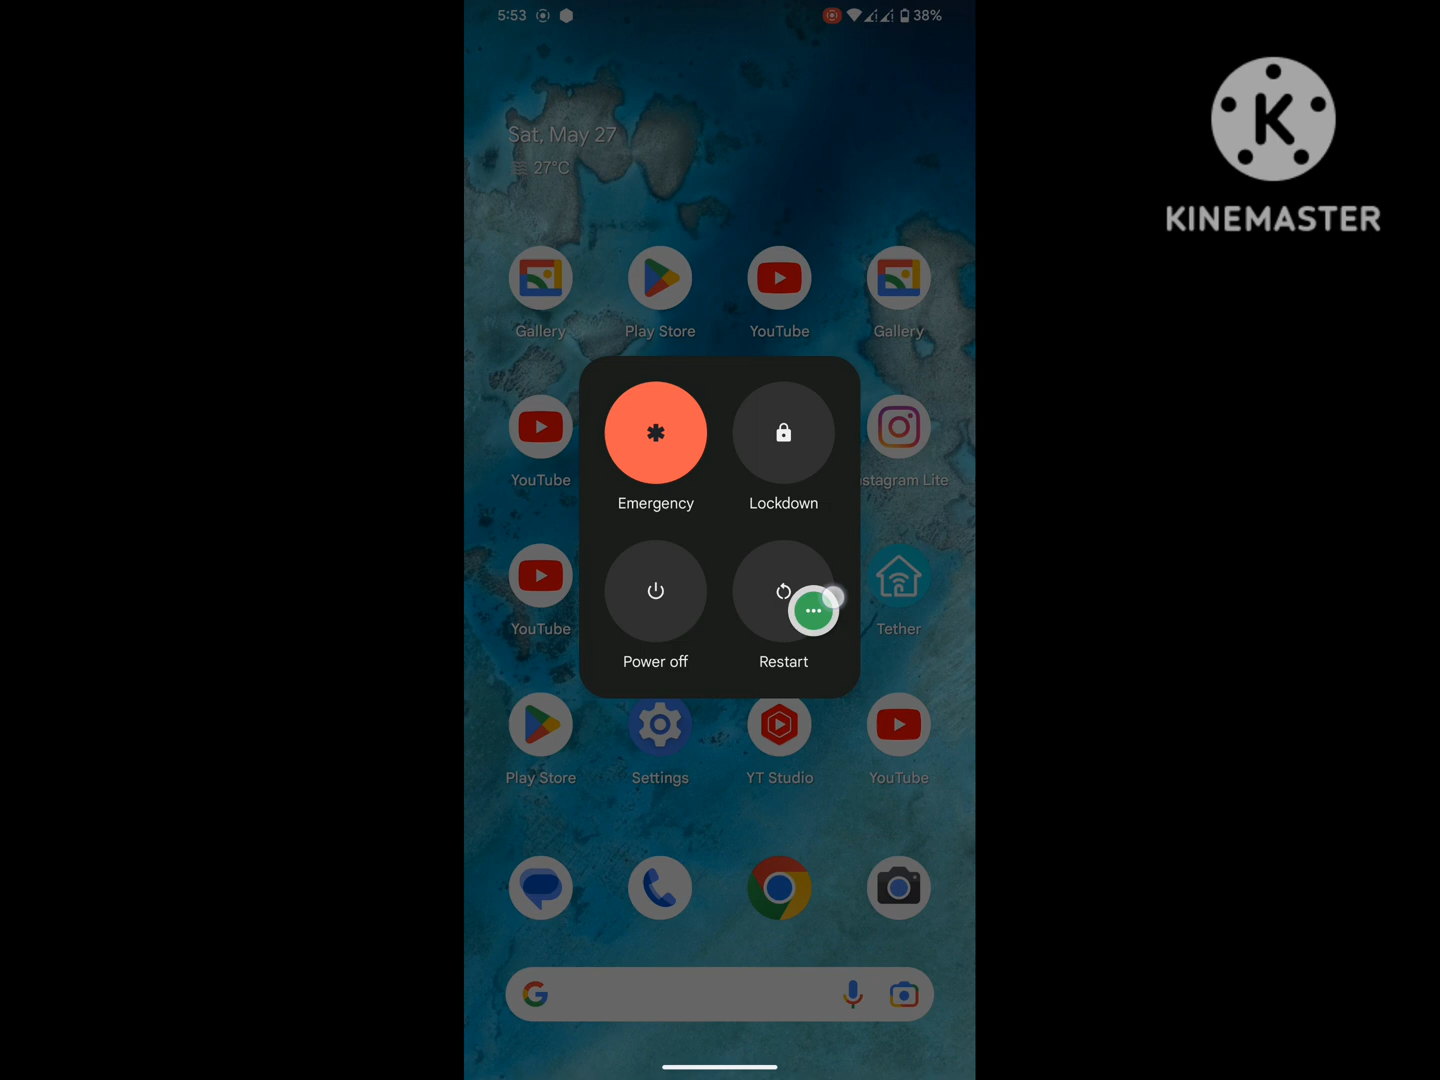 5:53
38%
Sat, May 27
27°C
KINEMASTER
Gallery
Play Store
YouTube
Gallery
YouTube
stagram Lite
Emergency
Lockdown
YouTube
Tether
Power off
Restart
Play Store
Settings
YT Studio
YouTube